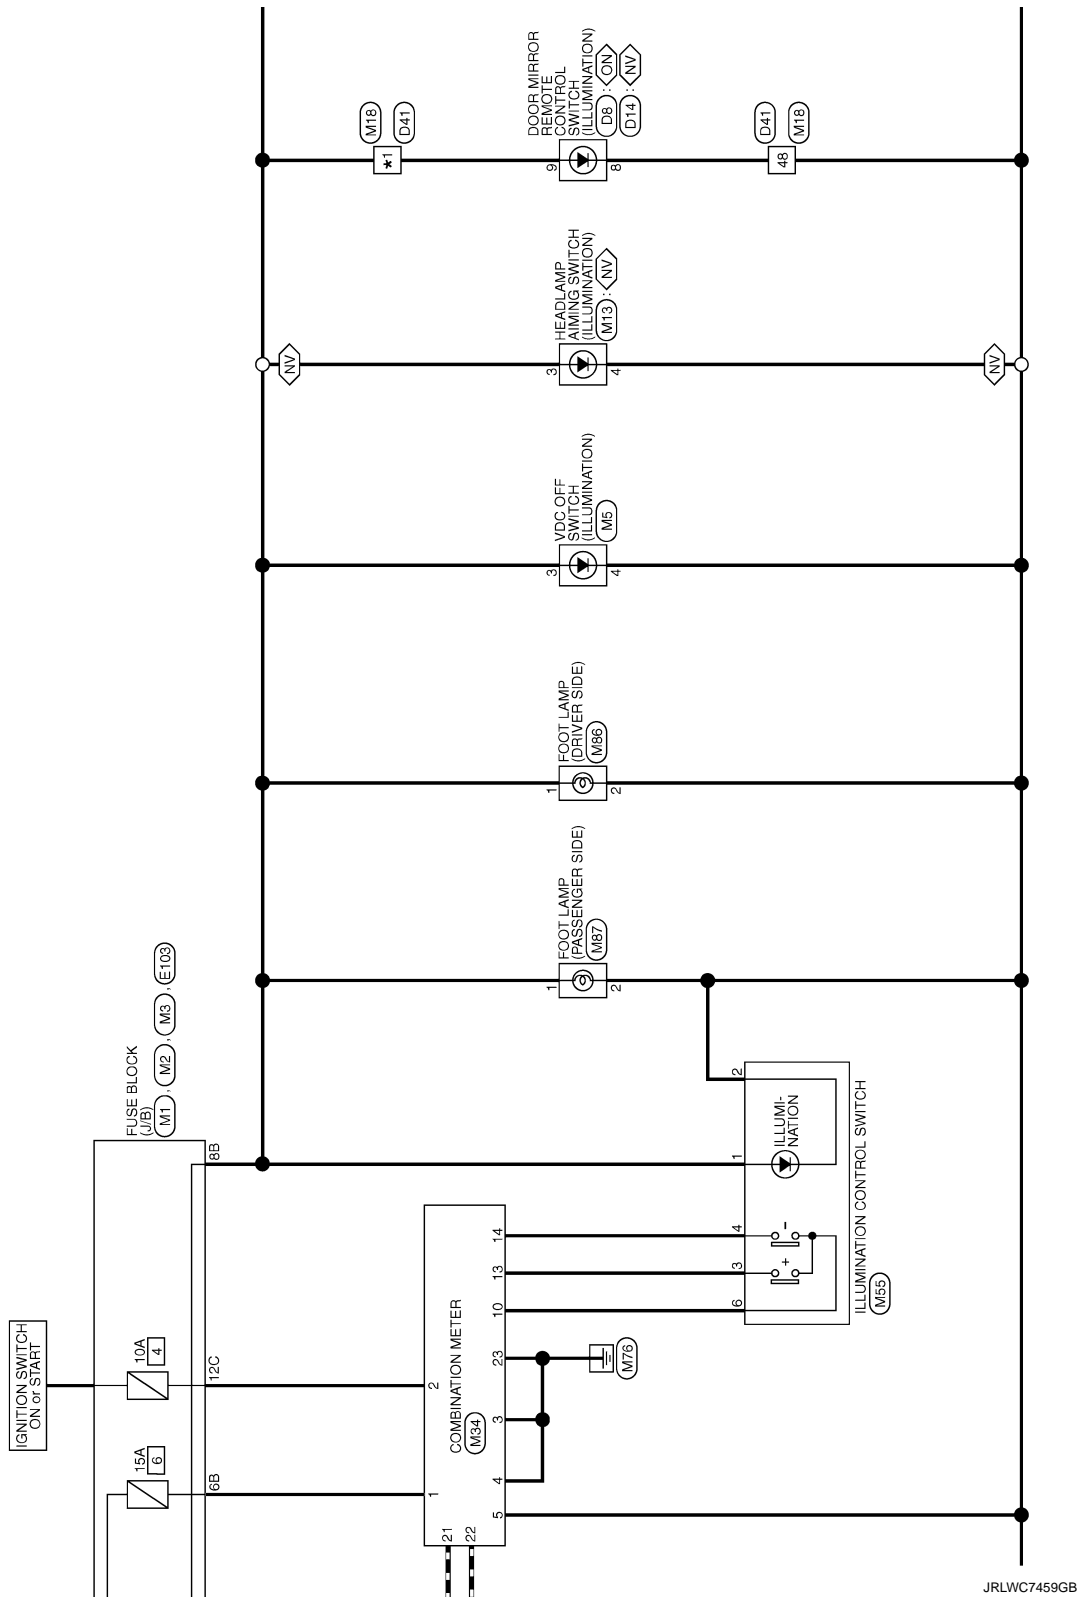 DOOR MIRROR
REMOTE
CONTROL
SWITCH
(ILLUMINATION)
D8 : ON
D14 : NV
M18
D41
*1
9
8
48
D41
M18
HEADLAMP
AIMING SWITCH
(ILLUMINATION)
M13 : NV
NV
3
4
NV
VDC OFF
SWITCH
(ILLUMINATION)
M5
3
4
FOOT LAMP
(DRIVER SIDE)
M86
1
2
FOOT LAMP
(PASSENGER SIDE)
M87
1
2
FUSE BLOCK
(J/B)
M1 , M2 , M3 , E103
8B
1
2
ILLUMI-
NATION
4
-
3
+
6
ILLUMINATION CONTROL SWITCH
M55
IGNITION SWITCH
ON or START
10A
4
12C
15A
6
6B
COMBINATION METER
M34
2
1
14
13
10
23
3
4
5
21
22
M76
JRLWC7459GB